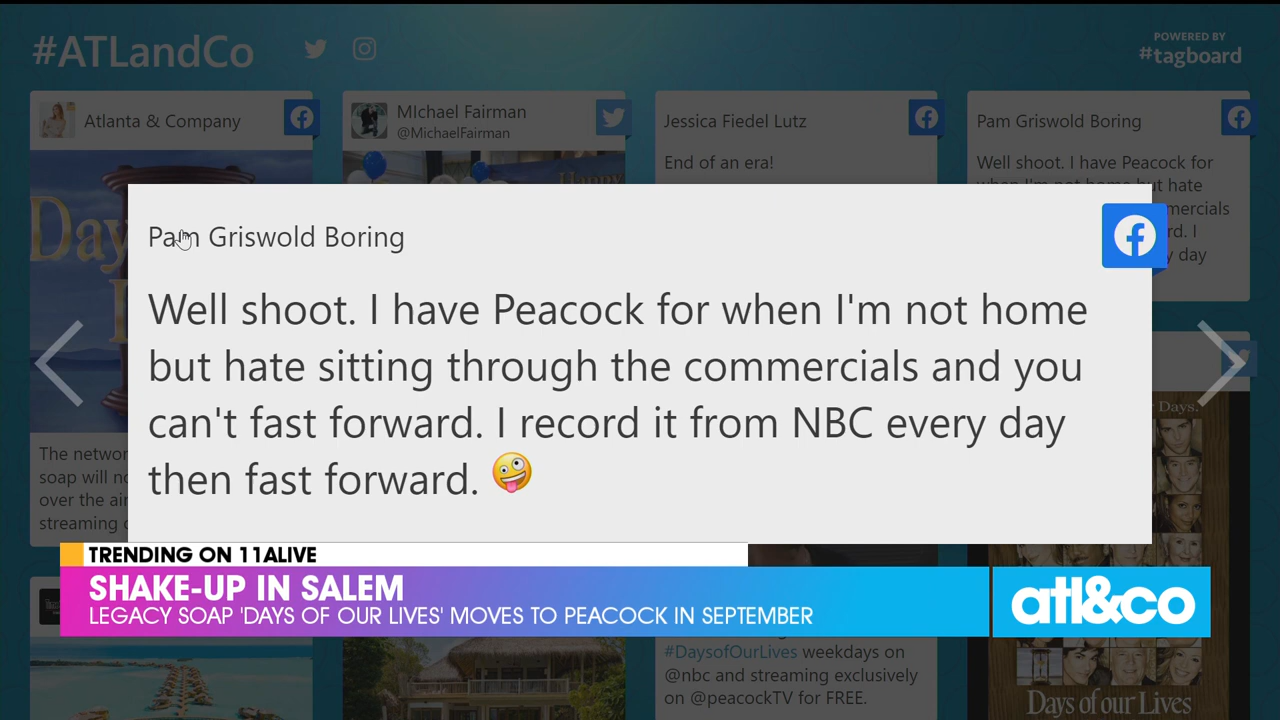 #ATLandCo
POWERED BY
#tagboard
Atlanta & Company
MIchael Fairman
@MichaelFairman
Jessica Fiedel Lutz
End of an era!
Pam Griswold Boring
Well shoot. I have Peacock for
when I'm not home but hate
mercials
rd. I
day
Happy
Day
Pam Griswold Boring
Well shoot. I have Peacock for when I'm not home
but hate sitting through the commercials and you
can't fast forward. I record it from NBC every day
then fast forward. 🤪
The networ
soap will no
over the air
streaming
Days.
TRENDING ON 11ALIVE
SHAKE-UP IN SALEM
LEGACY SOAP 'DAYS OF OUR LIVES' MOVES TO PEACOCK IN SEPTEMBER
atl&co
#DaysofOurLives weekdays on
@nbc and streaming exclusively
on @peacockTV for FREE.
Days of our Lives